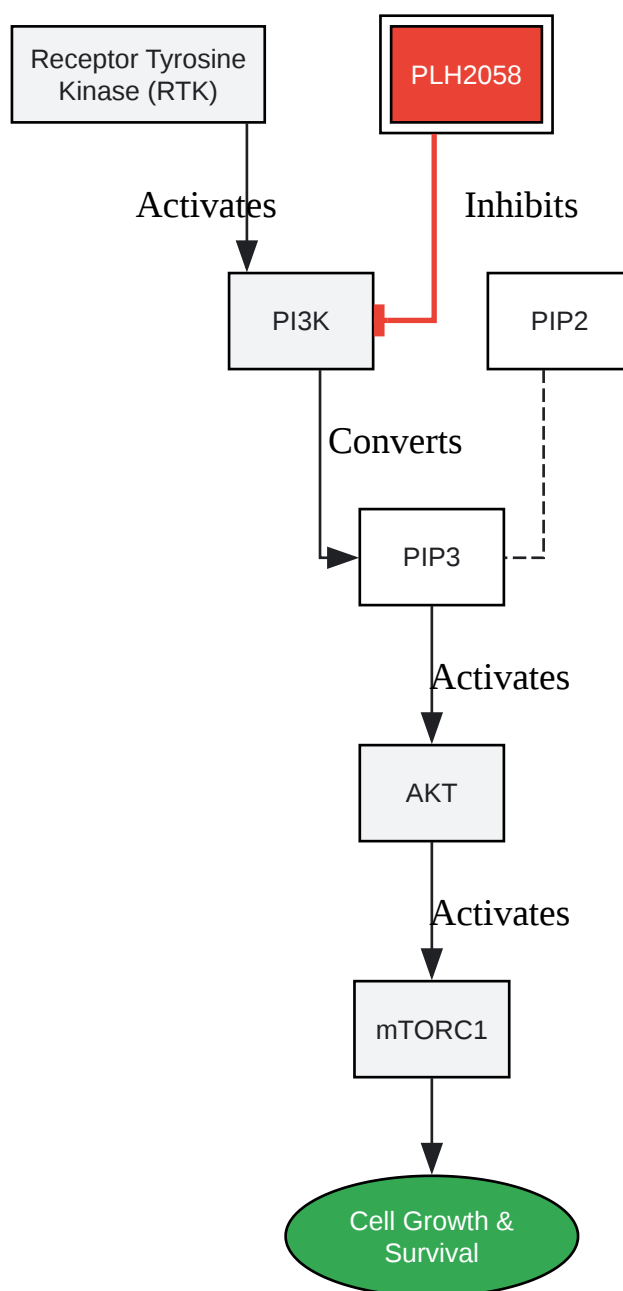 Receptor Tyrosine
Kinase (RTK)
PLH2058
Activates
Inhibits
PI3K
PIP2
Converts
PIP3
Activates
AKT
Activates
mTORC1
Cell Growth &
Survival